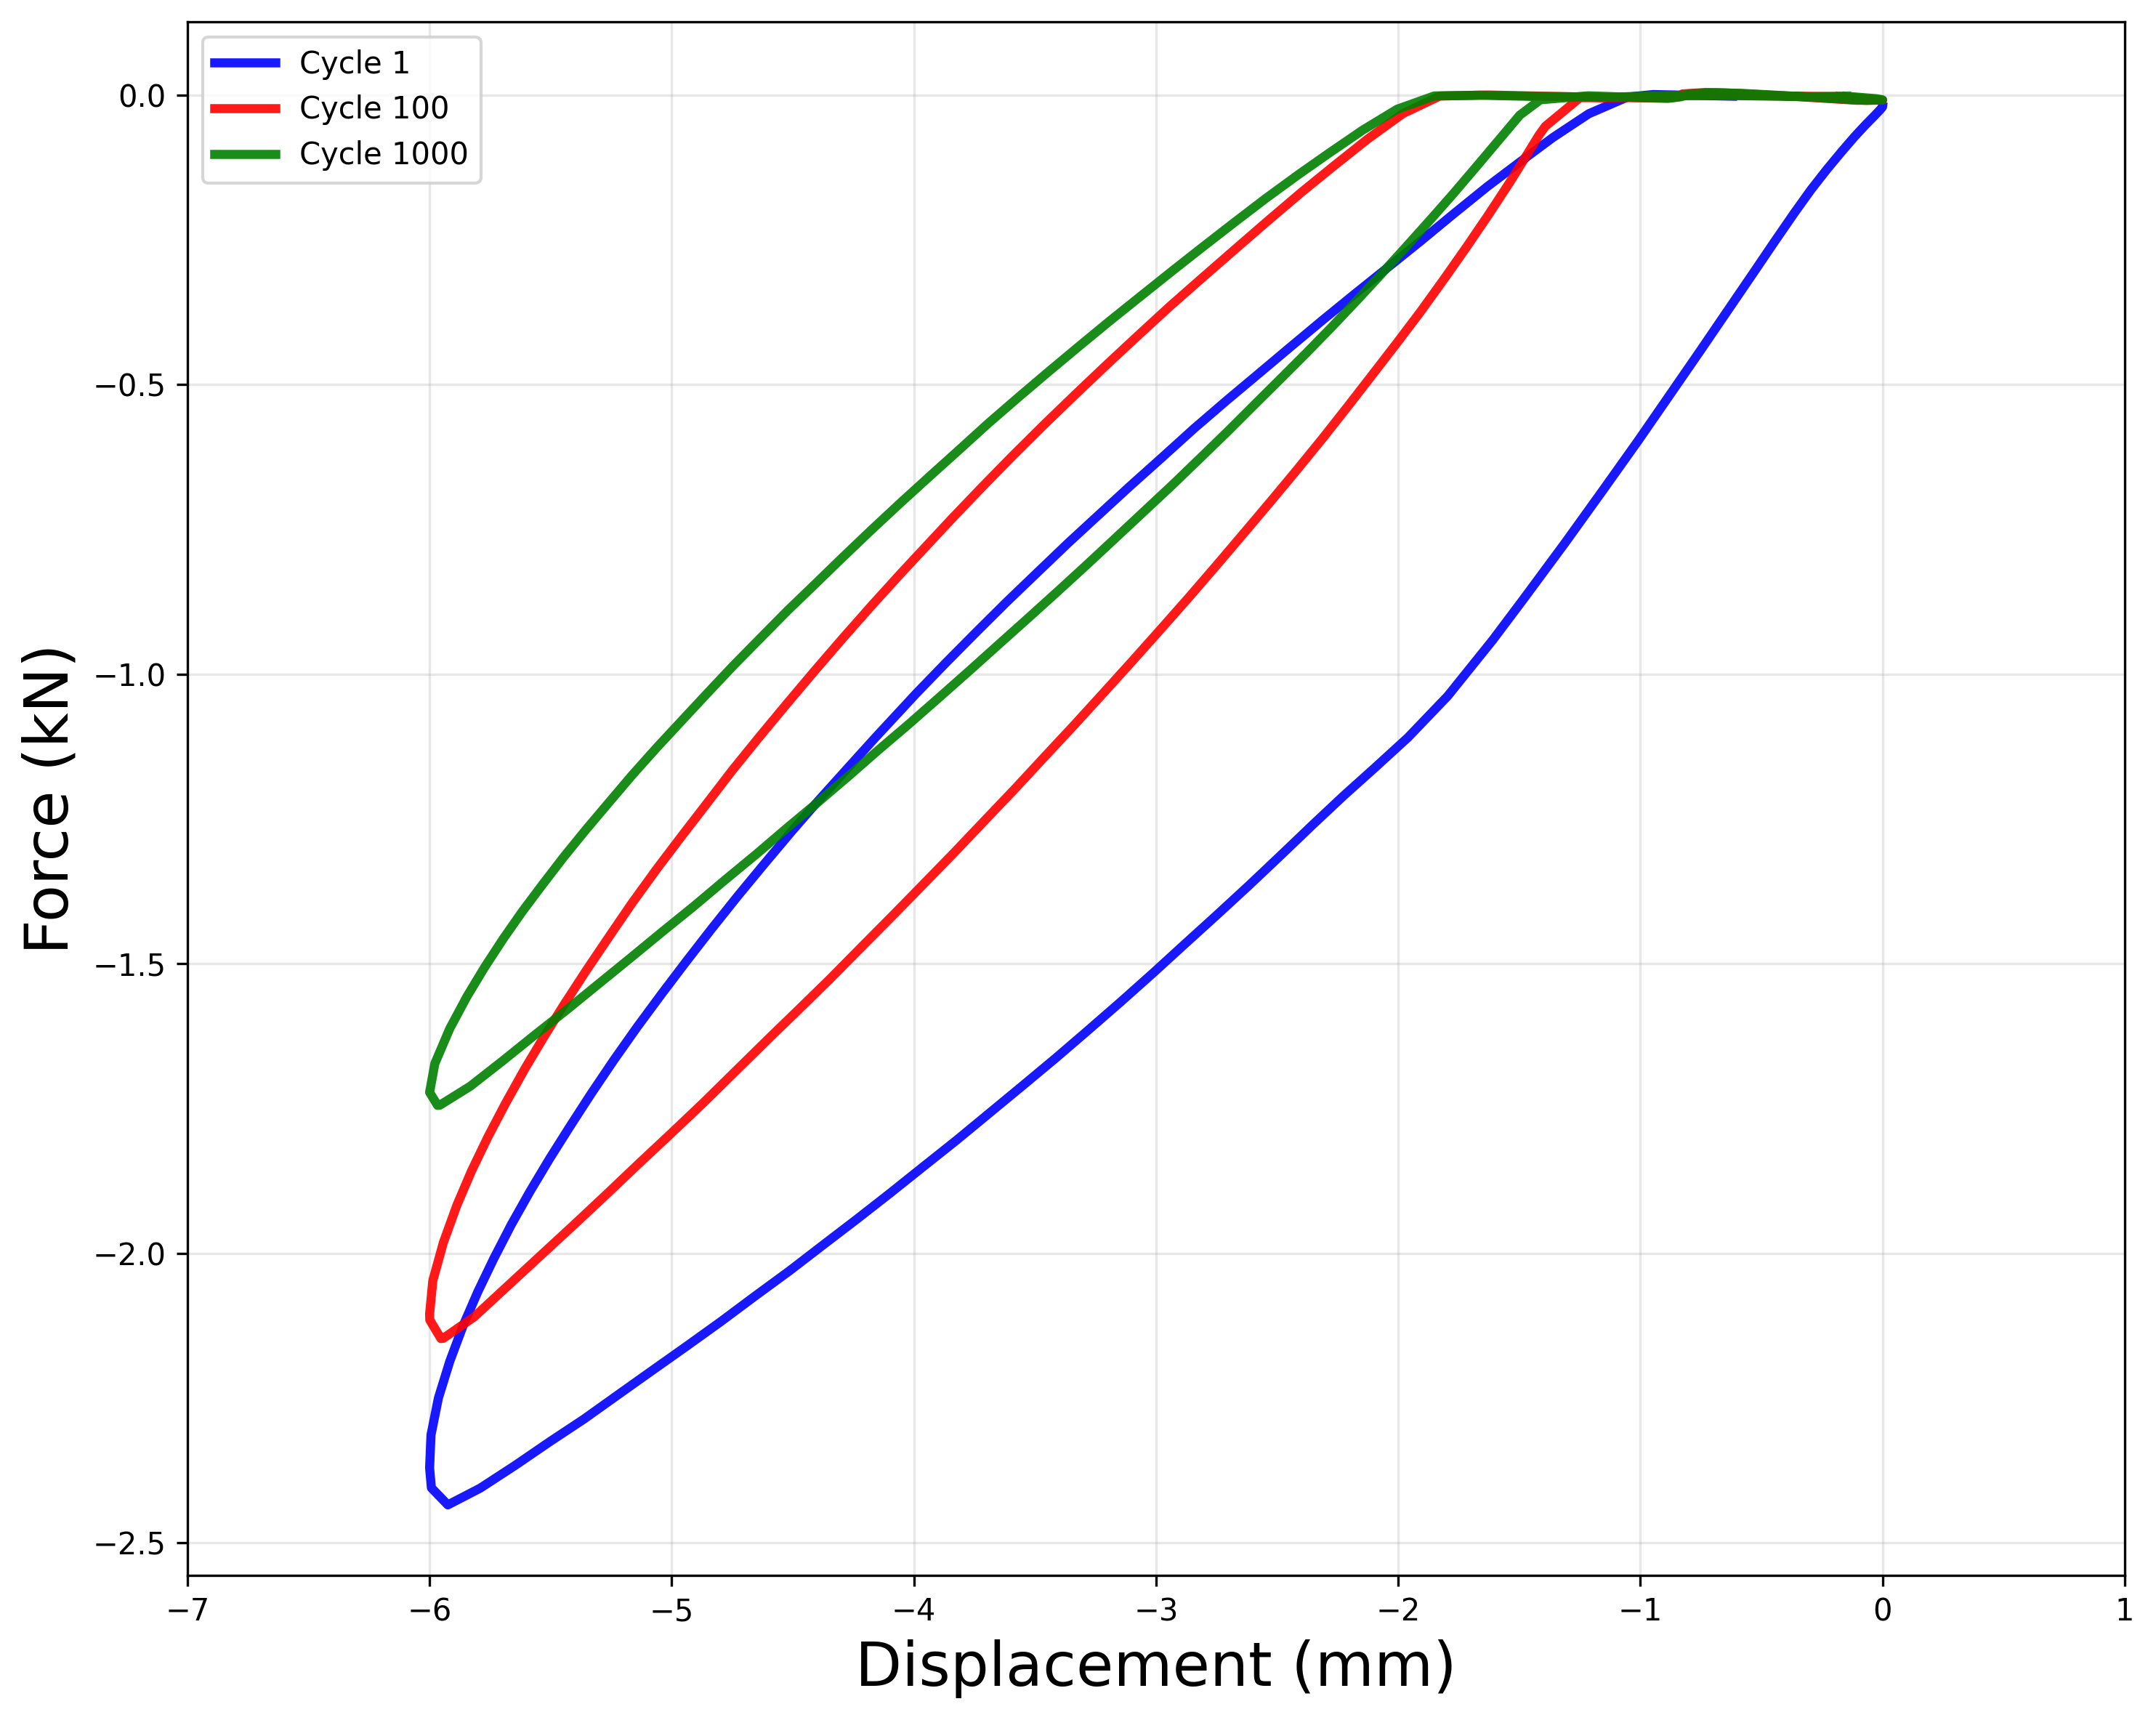 Cycle 1
Cycle 100
Cycle 1000
0.0
−0.5
−1.0
−1.5
−2.0
−2.5
Force (kN)
−7 −6 −5 −4 −3 −2 −1 0 1
Displacement (mm)